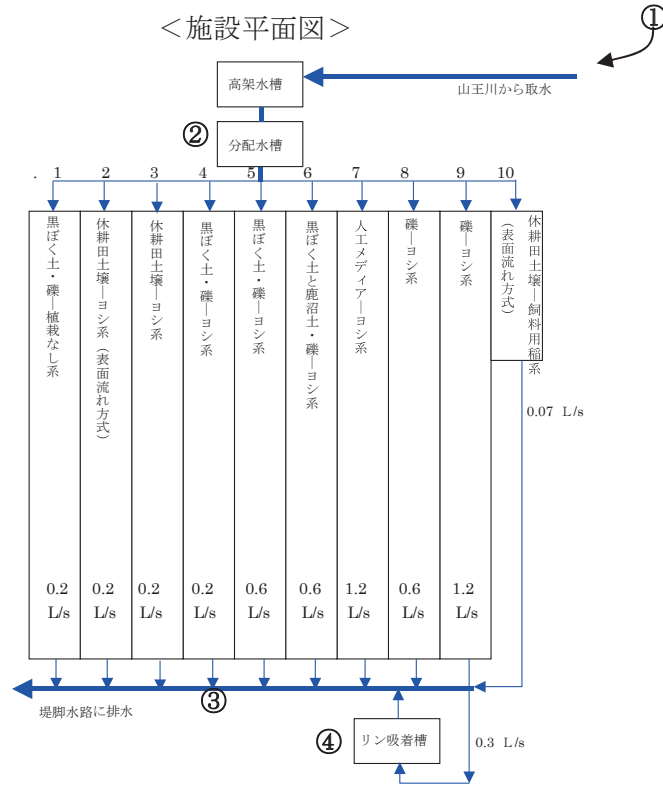 ＜施設平面図＞
①
高架水槽
山王川から取水
②
分配水槽
. 1 2 3 4 5 6 7 8 9 10
黒ぼく土・礫―植栽なし系
休耕田土壌―ヨシ系（表面流れ方式）
休耕田土壌―ヨシ系
黒ぼく土・礫―ヨシ系
黒ぼく土・礫―ヨシ系
黒ぼく土と鹿沼土・礫―ヨシ系
人工メディア―ヨシ系
礫―ヨシ系
礫―ヨシ系
休耕田土壌―飼料用稲系
（表面流れ方式）
0.07 L/s
0.2 0.2 0.2 0.2 0.6 0.6 1.2 0.6 1.2
L/s L/s L/s L/s L/s L/s L/s L/s L/s
③
堤脚水路に排水
④
リン吸着槽
0.3 L/s